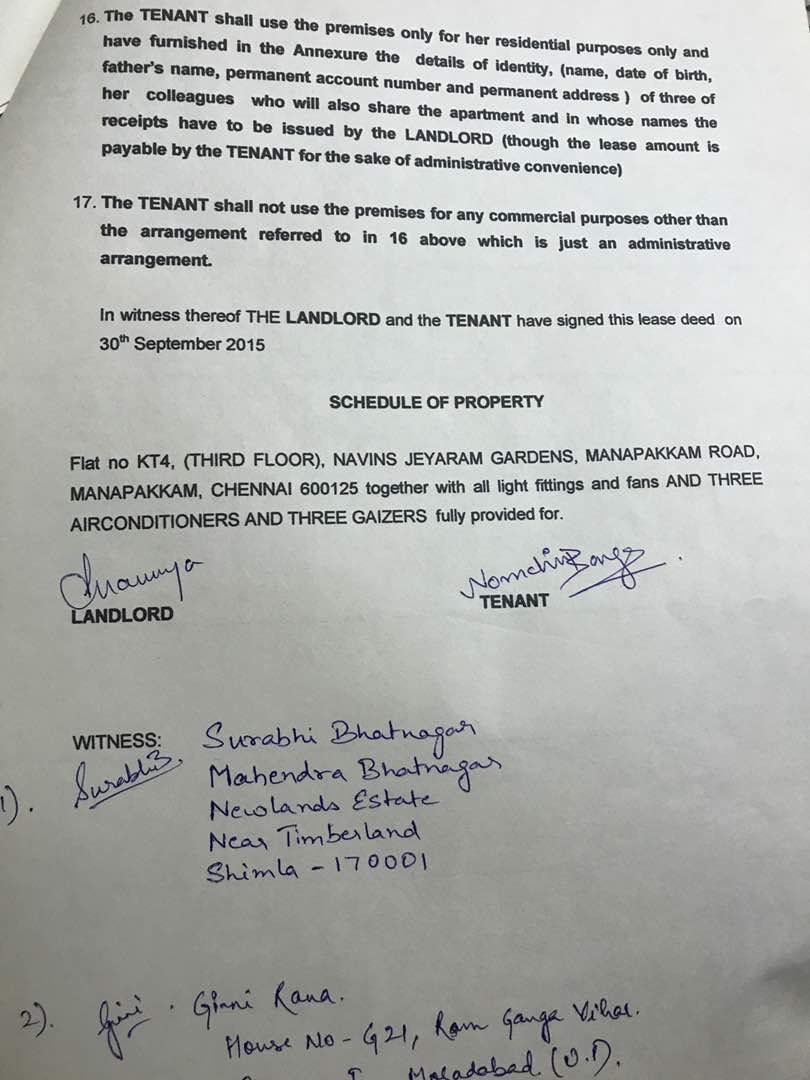 16. The TENANT shall use the premises only for her residential purposes only and
have furnished in the Annexure the details of identity, (name, date of birth,
father's name, permanent account number and permanent address ) of three of
her colleagues who will also share the apartment and in whose names the
receipts have to be issued by the LANDLORD (though the lease amount is
payable by the TENANT for the sake of administrative convenience)
17. The TENANT shall not use the premises for any commercial purposes other than
the arrangement referred to in 16 above which is just an administrative
arrangement.
In witness thereof THE LANDLORD and the TENANT have signed this lease deed on
30th September 2015
SCHEDULE OF PROPERTY
Flat no KT4, (THIRD FLOOR), NAVINS JEYARAM GARDENS, MANAPAKKAM ROAD,
MANAPAKKAM, CHENNAI 600125 together with all light fittings and fans AND THREE
AIRCONDITIONERS AND THREE GAIZERS fully provided for.
LANDLORD
TENANT
WITNESS: Surabhi Bhatnagar
1). SurabhiB. Mahendra Bhatnagar
Newlands Estate
Near Timberland
Shimla - 170001
2). Ginni Rana.
House No - G21, Ram Ganga Vihar.
Moladabad (U.P).